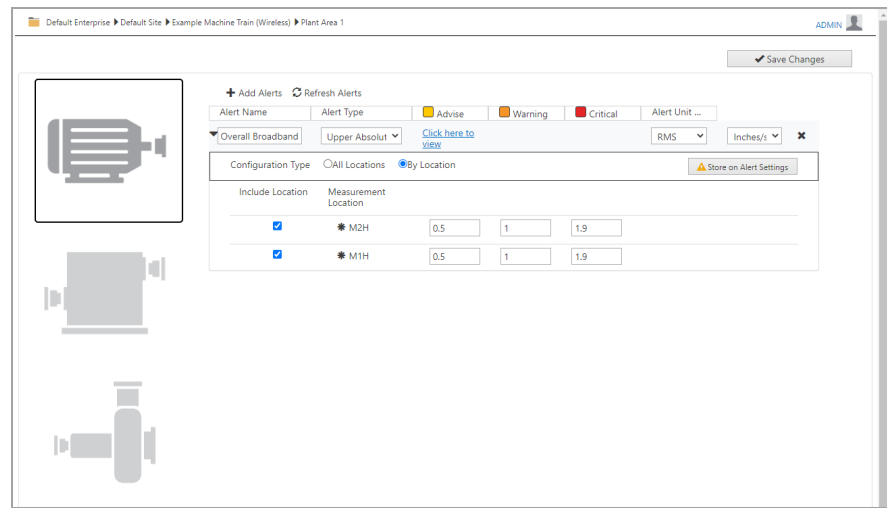 Default Enterprise ▶ Default Site ▶ Example Machine Train (Wireless) ▶ Plant Area 1 ADMIN
Save Changes
Add Alerts Refresh Alerts
Alert Name Alert Type Advise Warning Critical Alert Unit ...
Overall Broadband Upper Absolut Click here to view RMS Inches/s
Configuration Type All Locations By Location Store on Alert Settings
Include Location Measurement Location
M2H 0.5 1 1.9
M1H 0.5 1 1.9